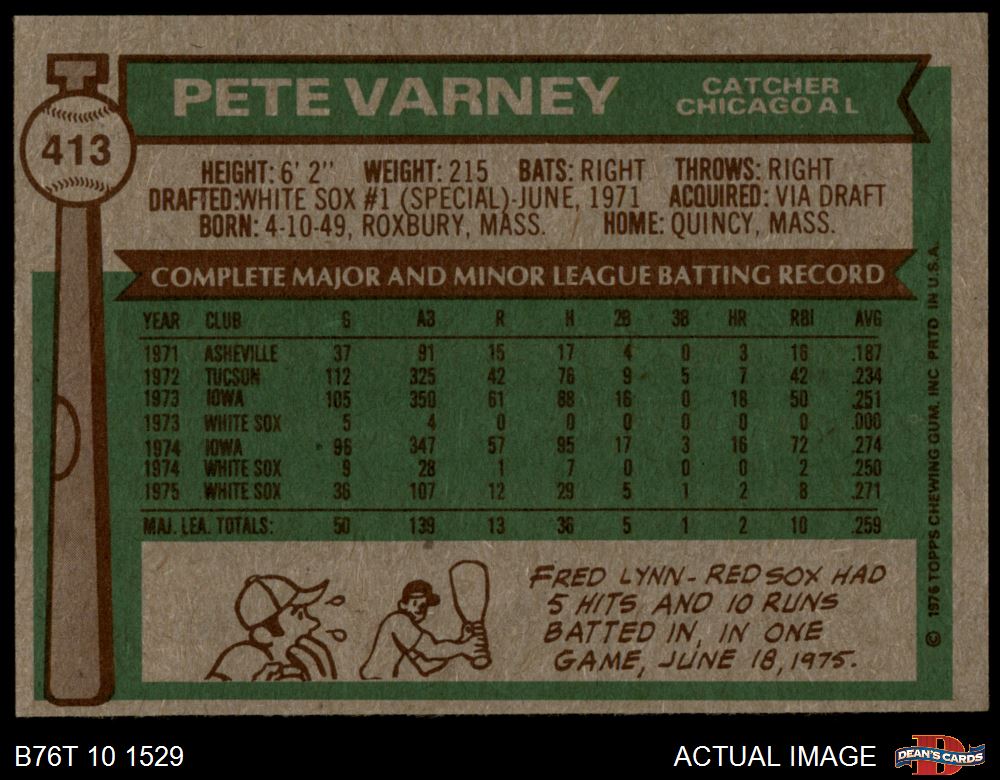 PETE VARNEY
CATCHER
CHICAGO A L
413
HEIGHT: 6' 2" WEIGHT: 215 BATS: RIGHT THROWS: RIGHT
DRAFTED: WHITE SOX #1 (SPECIAL)-JUNE, 1971 ACQUIRED: VIA DRAFT
BORN: 4-10-49, ROXBURY, MASS. HOME: QUINCY, MASS.
COMPLETE MAJOR AND MINOR LEAGUE BATTING RECORD
YEAR CLUB G AB R H 2B 3B HR RBI AVG
1971 ASHEVILLE 37 91 15 17 4 0 3 16 .187
1972 TUCSON 112 325 42 76 9 5 7 42 .234
1973 IOWA 105 350 61 88 16 0 18 50 .251
1973 WHITE SOX 5 4 0 0 0 0 0 0 .000
1974 IOWA 96 347 57 95 17 3 16 72 .274
1974 WHITE SOX 9 28 1 7 0 0 0 2 .250
1975 WHITE SOX 36 107 12 29 5 1 2 8 .271
MAJ. LEA. TOTALS: 50 139 13 36 5 1 2 10 .259
FRED LYNN - RED SOX HAD
5 HITS AND 10 RUNS
BATTED IN, IN ONE
GAME, JUNE 18, 1975.
© 1976 TOPPS CHEWING GUM, INC PRTD IN U.S.A.
B76T 10 1529
ACTUAL IMAGE
D
DEAN'S CARDS